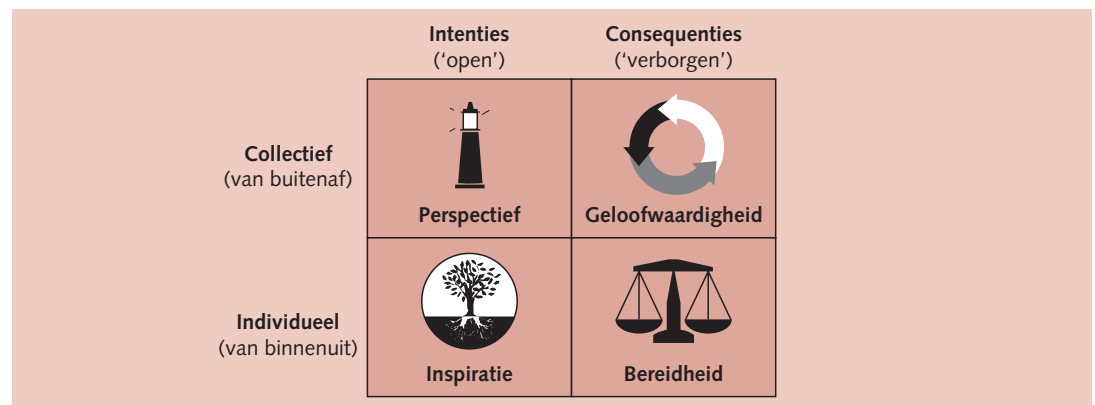 Intenties
(‘open’)
Consequenties
(‘verborgen’)
Collectief
(van buitenaf)
Perspectief
Geloofwaardigheid
Individueel
(van binnenuit)
Inspiratie
Bereidheid